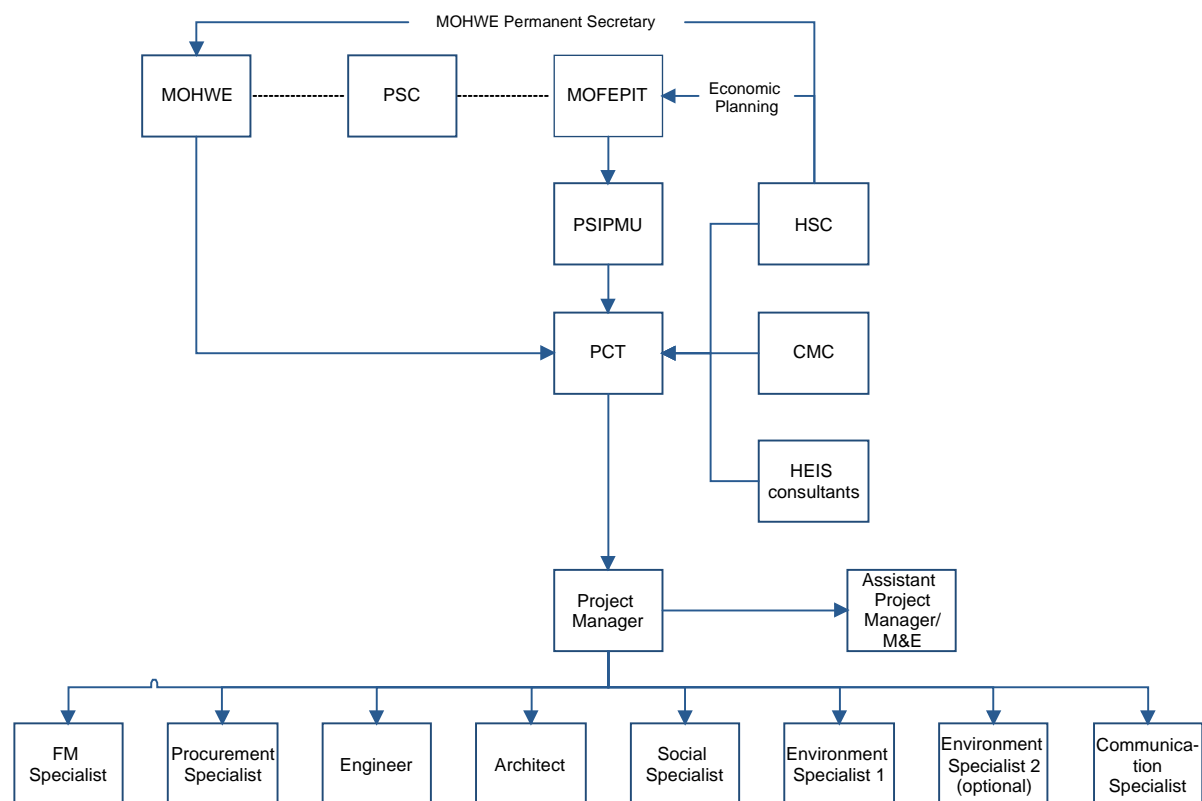 MOHWE Permanent Secretary
MOHWE
PSC
MOFEPIT
Economic
Planning
PSIPMU
HSC
PCT
CMC
HEIS
consultants
Project
Manager
Assistant
Project
Manager/
M&E
FM
Specialist
Procurement
Specialist
Engineer
Architect
Social
Specialist
Environment
Specialist 1
Environment
Specialist 2
(optional)
Communica-
tion
Specialist